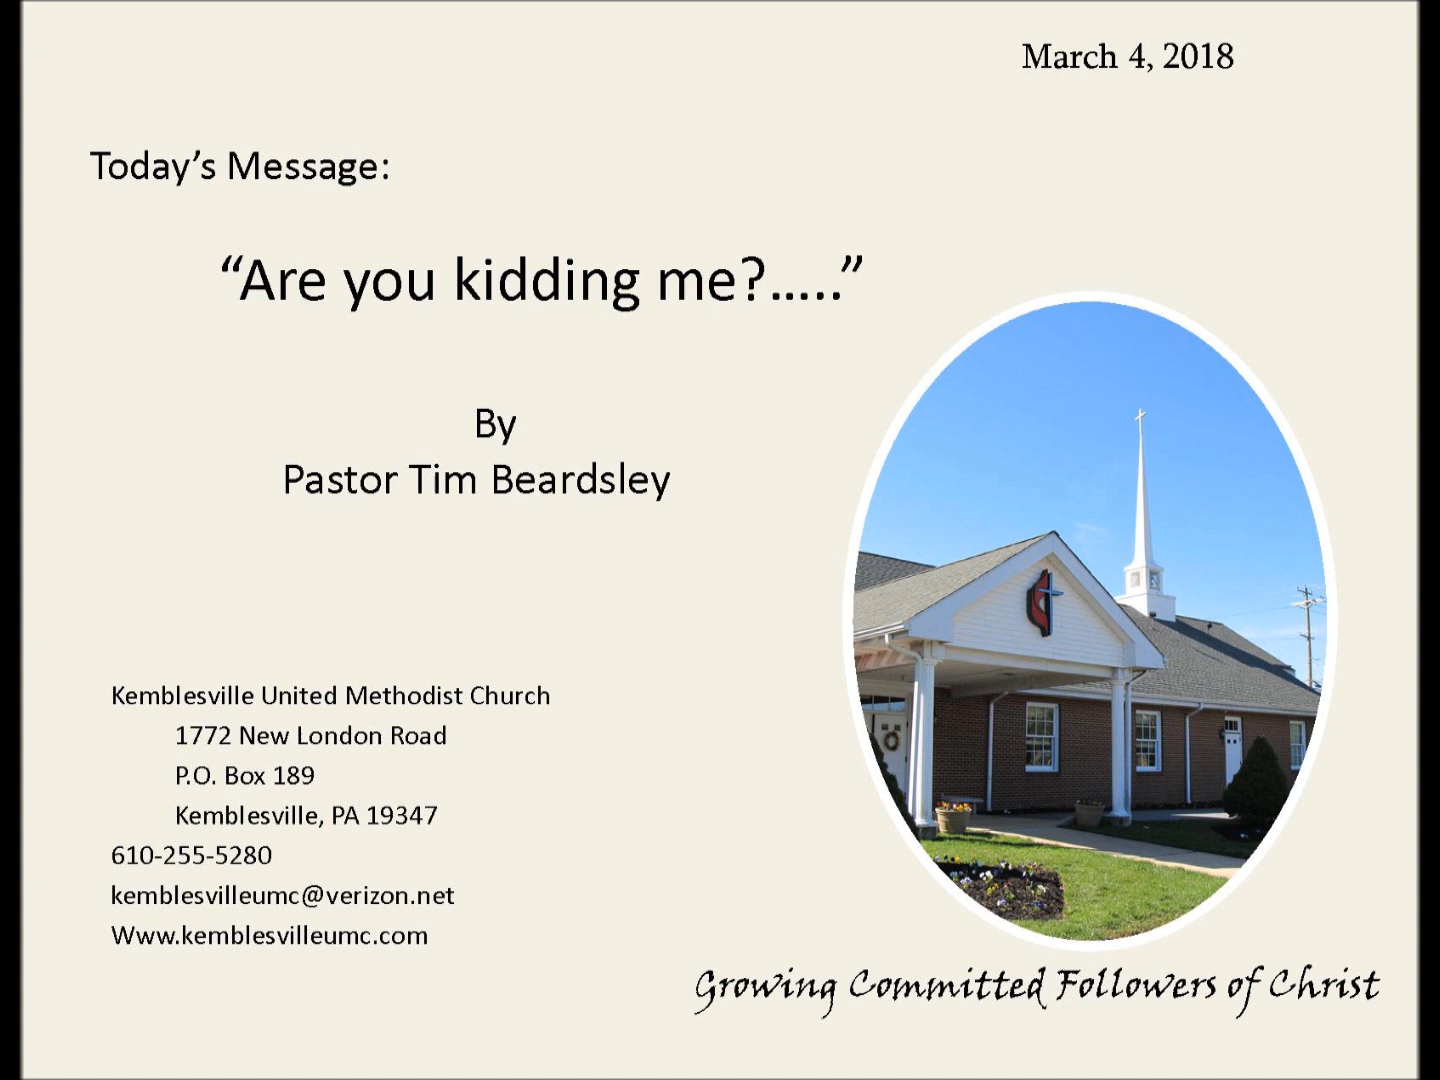 March 4, 2018
Today’s Message:
“Are you kidding me?.....”
By
Pastor Tim Beardsley
Kemblesville United Methodist Church
1772 New London Road
P.O. Box 189
Kemblesville, PA 19347
610-255-5280
kemblesvilleumc@verizon.net
Www.kemblesvilleumc.com
Growing Committed Followers of Christ